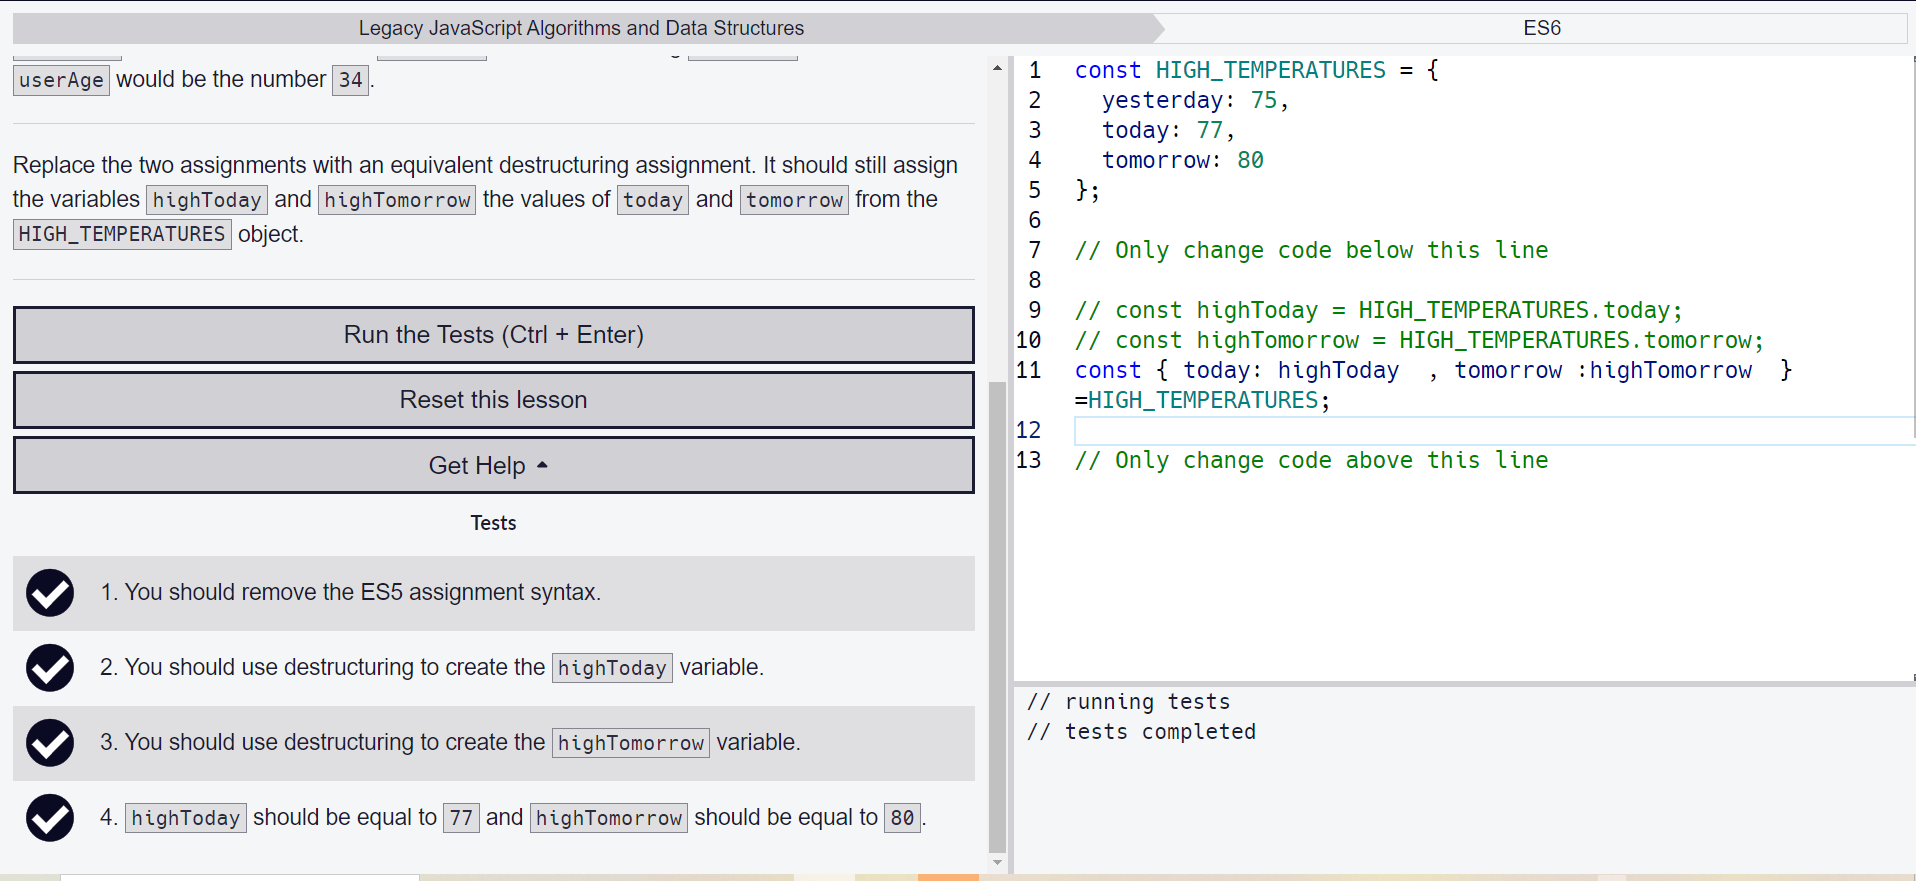 Legacy JavaScript Algorithms and Data Structures
ES6
userAge would be the number 34.
Replace the two assignments with an equivalent destructuring assignment. It should still assign
the variables highToday and highTomorrow the values of today and tomorrow from the
HIGH_TEMPERATURES object.
Run the Tests (Ctrl + Enter)
Reset this lesson
Get Help
Tests
1. You should remove the ES5 assignment syntax.
2. You should use destructuring to create the highToday variable.
3. You should use destructuring to create the highTomorrow variable.
4. highToday should be equal to 77 and highTomorrow should be equal to 80.
1 const HIGH_TEMPERATURES = {
2   yesterday: 75,
3   today: 77,
4   tomorrow: 80
5 };
6
7 // Only change code below this line
8
9 // const highToday = HIGH_TEMPERATURES.today;
10 // const highTomorrow = HIGH_TEMPERATURES.tomorrow;
11 const { today: highToday  , tomorrow :highTomorrow  }
=HIGH_TEMPERATURES;
12
13 // Only change code above this line
// running tests
// tests completed